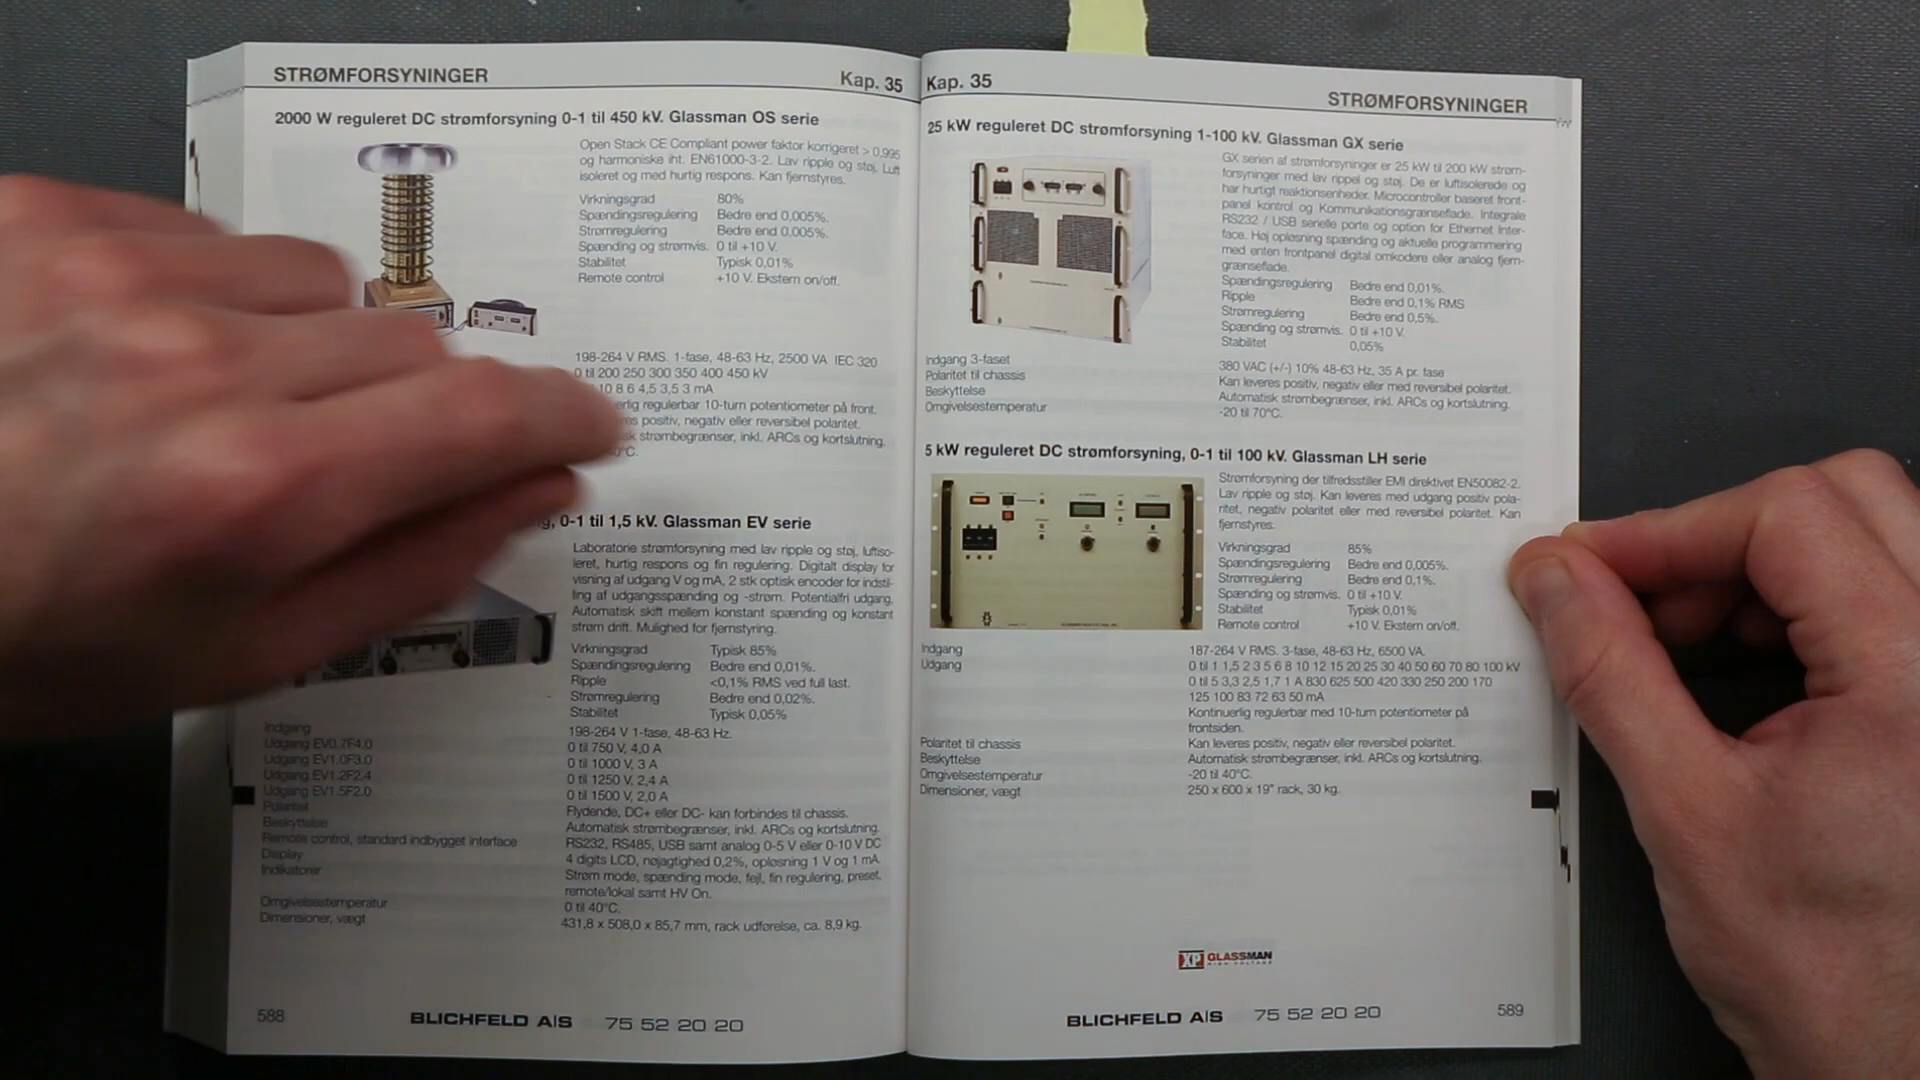 STRØMFORSYNINGER
Kap. 35
2000 W reguleret DC strømforsyning 0-1 til 450 kV. Glassman OS serie
Open Stack CE Compliant power faktor korrigeret > 0,995
og harmoniske iht. EN61000-3-2. Lav ripple og støj. Luft
isoleret og med hurtig respons. Kan fjernstyres.
Virkningsgrad 80%
Spændingsregulering Bedre end 0,005%.
Strømregulering Bedre end 0,005%.
Spænding og strømvis. 0 til +10 V.
Stabilitet Typisk 0,01%
Remote control +10 V. Ekstern on/off.
198-264 V RMS. 1-fase, 48-63 Hz, 2500 VA IEC 320
0 til 200 250 300 350 400 450 kV
10 8 6 4,5 3,5 3 mA
regulerbar 10-turn potentiometer på front.
positiv, negativ eller reversibel polaritet.
strømbegrænser, inkl. ARCs og kortslutning.
0-1 til 1,5 kV. Glassman EV serie
Laboratorie strømforsyning med lav ripple og støj, luftiso-
leret, hurtig respons og fin regulering. Digitalt display for
visning af udgang V og mA, 2 stk optisk encoder for indstil-
ling af udgangsspænding og -strøm. Potentialfri udgang.
Automatisk skift mellem konstant spænding og konstant
strøm drift. Mulighed for fjernstyring.
Virkningsgrad Typisk 85%
Spændingsregulering Bedre end 0,01%.
Ripple <0,1% RMS ved full last.
Strømregulering Bedre end 0,02%.
Stabilitet Typisk 0,05%
Indgang 198-264 V 1-fase, 48-63 Hz.
Udgang EV0.7F4.0 0 til 750 V, 4,0 A
Udgang EV1.0F3.0 0 til 1000 V, 3 A
Udgang EV1.2F2.4 0 til 1250 V, 2,4 A
Udgang EV1.5F2.0 0 til 1500 V, 2,0 A
Polaritet Flydende, DC+ eller DC- kan forbindes til chassis.
Beskyttelse Automatisk strømbegrænser, inkl. ARCs og kortslutning.
Remote control, standard indbygget interface RS232, RS485, USB samt analog 0-5 V eller 0-10 V DC
Display 4 digits LCD, nøjagtighed 0,2%, opløsning 1 V og 1 mA.
Indikatorer Strøm mode, spænding mode, fejl, fin regulering, preset,
remote/lokal samt HV On.
Omgivelsestemperatur 0 til 40°C.
Dimensioner, vægt 431,8 x 508,0 x 85,7 mm, rack udførelse, ca. 8,9 kg.
588
BLICHFELD A|S 75 52 20 20
Kap. 35
STRØMFORSYNINGER
25 kW reguleret DC strømforsyning 1-100 kV. Glassman GX serie
GX serien af strømforsyninger er 25 kW til 200 kW strøm-
forsyninger med lav rippel og støj. De er luftisolerede og
har hurtigt reaktionsenheder. Microcontroller baseret front-
panel kontrol og Kommunikationsgrænseflade. Integrale
RS232 / USB serielle porte og option for Ethernet Inter-
face. Høj opløsning spænding og aktuelle programmering
med enten frontpanel digital omkodere eller analog fjern-
grænseflade.
Spændingsregulering Bedre end 0,01%.
Ripple Bedre end 0,1% RMS
Strømregulering Bedre end 0,5%.
Spænding og strømvis. 0 til +10 V.
Stabilitet 0,05%
Indgang 3-faset 380 VAC (+/-) 10% 48-63 Hz, 35 A pr. fase
Polaritet til chassis Kan leveres positiv, negativ eller med reversibel polaritet.
Beskyttelse Automatisk strømbegrænser, inkl. ARCs og kortslutning.
Omgivelsestemperatur -20 til 70°C.
5 kW reguleret DC strømforsyning, 0-1 til 100 kV. Glassman LH serie
Strømforsyning der tilfredsstiller EMI direktivet EN50082-2.
Lav ripple og støj. Kan leveres med udgang positiv pola-
ritet, negativ polaritet eller med reversibel polaritet. Kan
fjernstyres.
Virkningsgrad 85%
Spændingsregulering Bedre end 0,005%.
Strømregulering Bedre end 0,1%.
Spænding og strømvis. 0 til +10 V.
Stabilitet Typisk 0,01%
Remote control +10 V. Ekstern on/off.
Indgang 187-264 V RMS. 3-fase, 48-63 Hz, 6500 VA.
Udgang 0 til 1 1,5 2 3 5 6 8 10 12 15 20 25 30 40 50 60 70 80 100 kV
0 til 5 3,3 2,5 1,7 1 A 830 625 500 420 330 250 200 170
125 100 83 72 63 50 mA
Kontinuerlig regulerbar med 10-turn potentiometer på
frontsiden.
Polaritet til chassis Kan leveres positiv, negativ eller reversibel polaritet.
Beskyttelse Automatisk strømbegrænser, inkl. ARCs og kortslutning.
Omgivelsestemperatur -20 til 40°C.
Dimensioner, vægt 250 x 600 x 19" rack, 30 kg.
XP GLASSMAN
HIGH VOLTAGE
BLICHFELD A|S 75 52 20 20
589